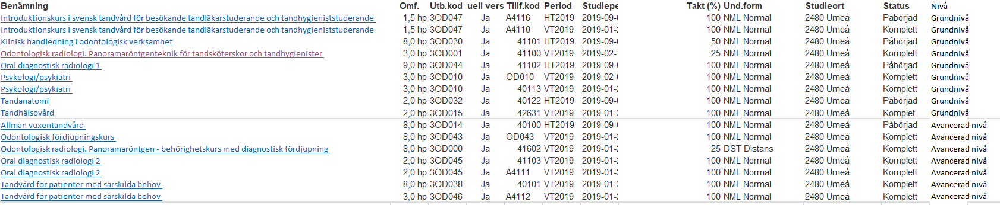 Benämning Omf. Utb.kod tuell vers Tillf.kod Period Studiepe Takt (%) Und.form Studieort Status Nivå
Introduktionskurs i svensk tandvård för besökande tandläkarstuderande och tandhygieniststuderande 1,5 hp 3OD047 Ja A4116 HT2019 2019-09-0 100 NML Normal 2480 Umeå Påbörjad Grundnivå
Introduktionskurs i svensk tandvård för besökande tandläkarstuderande och tandhygieniststuderande 1,5 hp 3OD047 Ja A4110 VT2019 2019-01-2 100 NML Normal 2480 Umeå Komplett Grundnivå
Klinisk handledning i odontologisk verksamhet 8,0 hp 3OD030 Ja 41101 HT2019 2019-09-0 50 NML Normal 2480 Umeå Påbörjad Grundnivå
Odontologisk radiologi. Panoramaröntgenteknik för tandsköterskor och tandhygienister 3,0 hp 3OD001 Ja 41100 VT2019 2019-02-1 25 NML Normal 2480 Umeå Komplett Grundnivå
Oral diagnostisk radiologi 1 9,0 hp 3OD044 Ja 41102 HT2019 2019-09-0 100 NML Normal 2480 Umeå Påbörjad Grundnivå
Psykologi/psykiatri 3,0 hp 3OD010 Ja OD010 VT2019 2019-02-0 100 NML Normal 2480 Umeå Komplett Grundnivå
Psykologi/psykiatri 3,0 hp 3OD010 Ja 40113 VT2019 2019-01-2 100 NML Normal 2480 Umeå Komplett Grundnivå
Tandanatomi 2,0 hp 3OD032 Ja 40122 HT2019 2019-09-0 100 NML Normal 2480 Umeå Påbörjad Grundnivå
Tandhälsovård 2,0 hp 3OD015 Ja 42631 VT2019 2019-01-2 100 NML Normal 2480 Umeå Komplet Grundnivå
Allmän vuxentandvård 8,0 hp 3OD014 Ja 40100 HT2019 2019-09-0 100 NML Normal 2480 Umeå Påbörjad Avancerad nivå
Odontologisk fördjupningskurs 8,0 hp 3OD043 Ja OD043 VT2019 2019-01-2 100 NML Normal 2480 Umeå Komplett Avancerad nivå
Odontologisk radiologi. Panoramaröntgen - behörighetskurs med diagnostisk fördjupning 8,0 hp 3OD000 Ja 41602 VT2019 2019-01-2 25 DST Distans 2480 Umeå Komplett Avancerad nivå
Oral diagnostisk radiologi 2 2,0 hp 3OD045 Ja 41103 VT2019 2019-01-2 100 NML Normal 2480 Umeå Komplett Avancerad nivå
Oral diagnostisk radiologi 2 2,0 hp 3OD045 Ja A4111 VT2019 2019-01-2 100 NML Normal 2480 Umeå Komplett Avancerad nivå
Tandvård för patienter med särskilda behov 8,0 hp 3OD038 Ja 40101 VT2019 2019-01-2 100 NML Normal 2480 Umeå Komplett Avancerad nivå
Tandvård för patienter med särskilda behov 3,0 hp 3OD046 Ja A4112 VT2019 2019-01-2 100 NML Normal 2480 Umeå Komplett Avancerad nivå